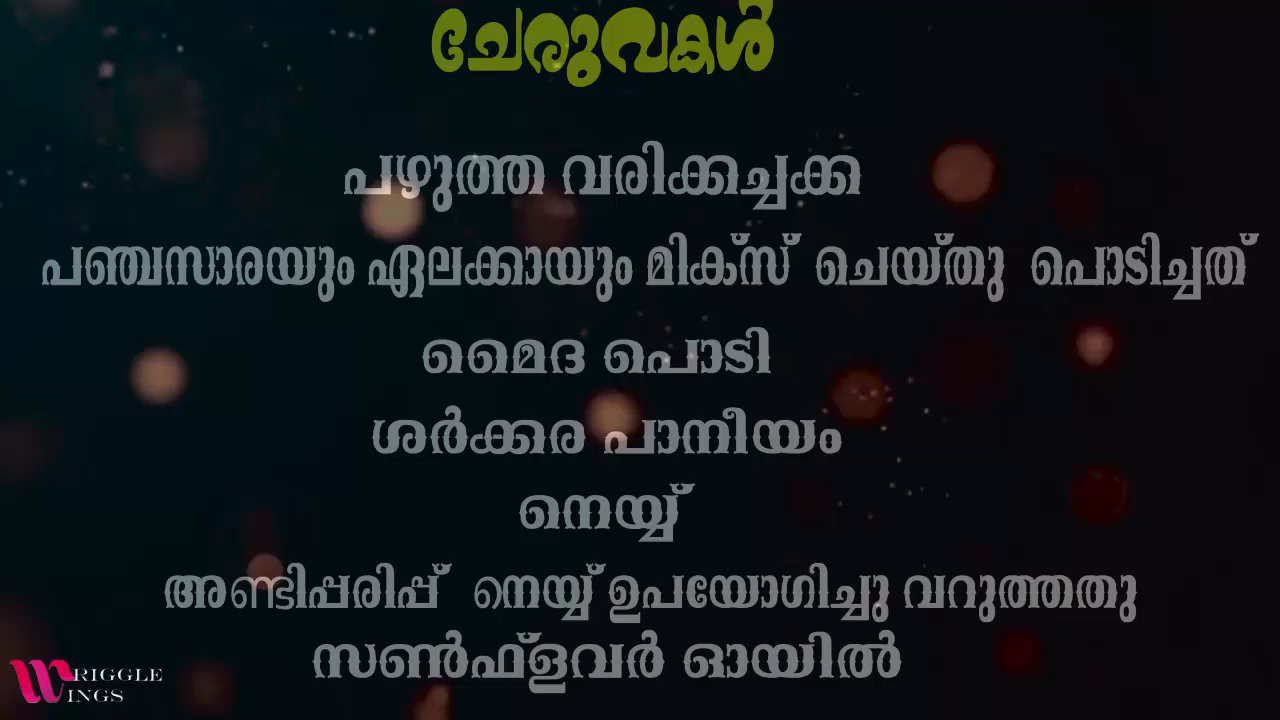 ചേരുവകൾ
പഴുത്ത വരിക്കച്ചക്ക
പഞ്ചസാരയും ഏലക്കായും മിക്സ് ചെയ്തു പൊടിച്ചത്
മൈദ പൊടി
ശർക്കര പാനീയം
നെയ്യ്
അണ്ടിപ്പരിപ്പ് നെയ്യ് ഉപയോഗിച്ചു വറുത്തതു
സൺഫ്ളവർ ഓയിൽ
WRIGGLE
WINGS